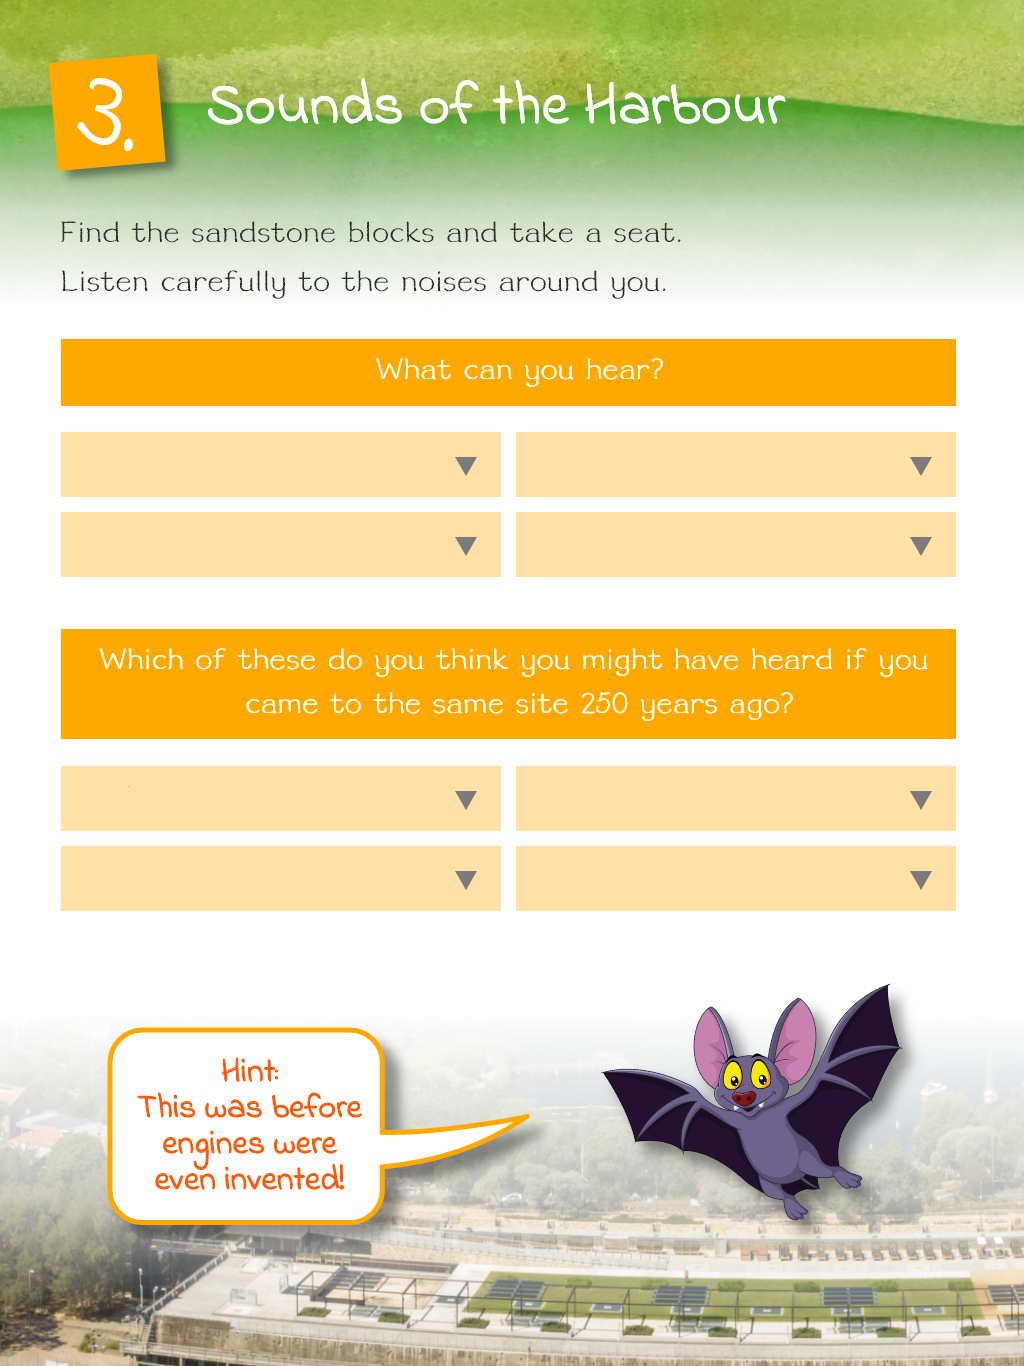 3.
Sounds of the Harbour
Find the sandstone blocks and take a seat.
Listen carefully to the noises around you.
What can you hear?
Which of these do you think you might have heard if you
came to the same site 250 years ago?
Hint:
This was before
engines were
even invented!